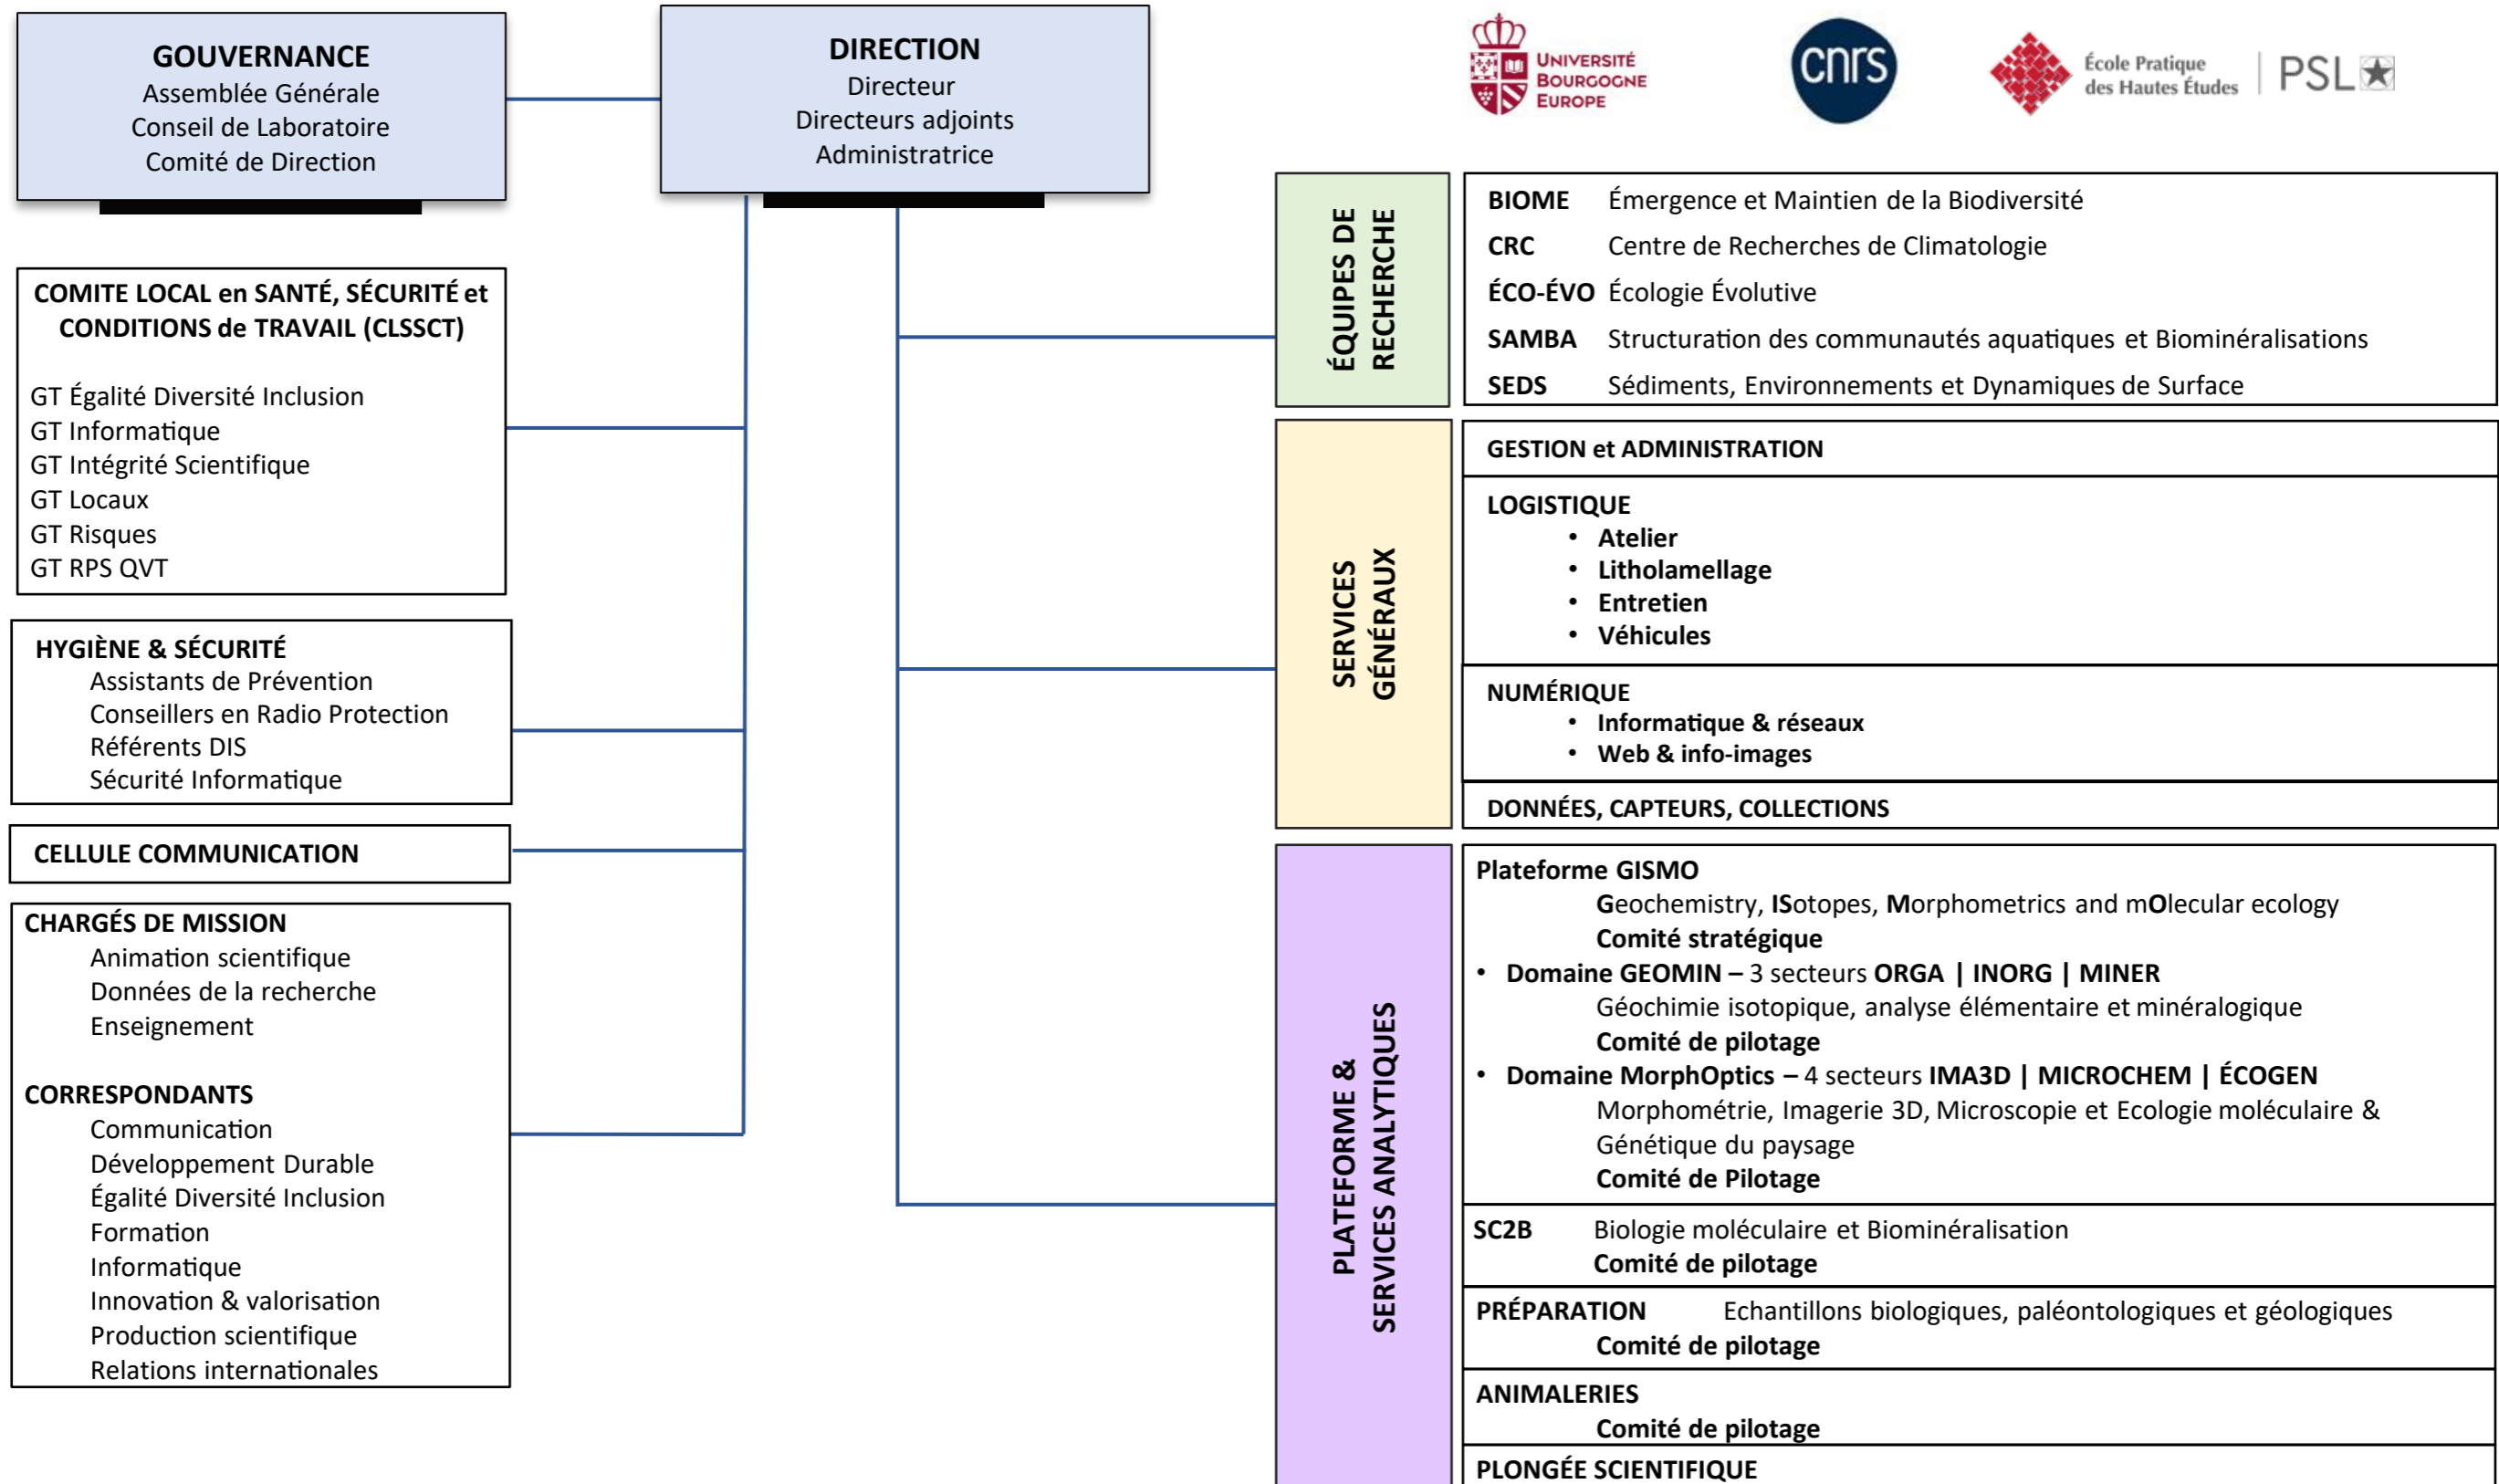 GOUVERNANCE
Assemblée Générale
Conseil de Laboratoire
Comité de Direction
DIRECTION
Directeur
Directeurs adjoints
Administratrice
UNIVERSITÉ
BOURGOGNE
EUROPE
cnrs
École Pratique
des Hautes Études
PSL
COMITE LOCAL en SANTÉ, SÉCURITÉ et
CONDITIONS de TRAVAIL (CLSSCT)
GT Égalité Diversité Inclusion
GT Informatique
GT Intégrité Scientifique
GT Locaux
GT Risques
GT RPS QVT
HYGIÈNE & SÉCURITÉ
Assistants de Prévention
Conseillers en Radio Protection
Référents DIS
Sécurité Informatique
CELLULE COMMUNICATION
CHARGÉS DE MISSION
Animation scientifique
Données de la recherche
Enseignement
CORRESPONDANTS
Communication
Développement Durable
Égalité Diversité Inclusion
Formation
Informatique
Innovation & valorisation
Production scientifique
Relations internationales
ÉQUIPES DE
RECHERCHE
BIOME Émergence et Maintien de la Biodiversité
CRC Centre de Recherches de Climatologie
ÉCO-ÉVO Écologie Évolutive
SAMBA Structuration des communautés aquatiques et Biominéralisations
SEDS Sédiments, Environnements et Dynamiques de Surface
SERVICES
GÉNÉRAUX
GESTION et ADMINISTRATION
LOGISTIQUE
• Atelier
• Litholamellage
• Entretien
• Véhicules
NUMÉRIQUE
• Informatique & réseaux
• Web & info-images
DONNÉES, CAPTEURS, COLLECTIONS
PLATEFORME &
SERVICES ANALYTIQUES
Plateforme GISMO
Geochemistry, ISotopes, Morphometrics and mOlecular ecology
Comité stratégique
• Domaine GEOMIN – 3 secteurs ORGA | INORG | MINER
Géochimie isotopique, analyse élémentaire et minéralogique
Comité de pilotage
• Domaine MorphOptics – 4 secteurs IMA3D | MICROCHEM | ÉCOGEN
Morphométrie, Imagerie 3D, Microscopie et Ecologie moléculaire &
Génétique du paysage
Comité de Pilotage
SC2B Biologie moléculaire et Biominéralisation
Comité de pilotage
PRÉPARATION Echantillons biologiques, paléontologiques et géologiques
Comité de pilotage
ANIMALERIES
Comité de pilotage
PLONGÉE SCIENTIFIQUE